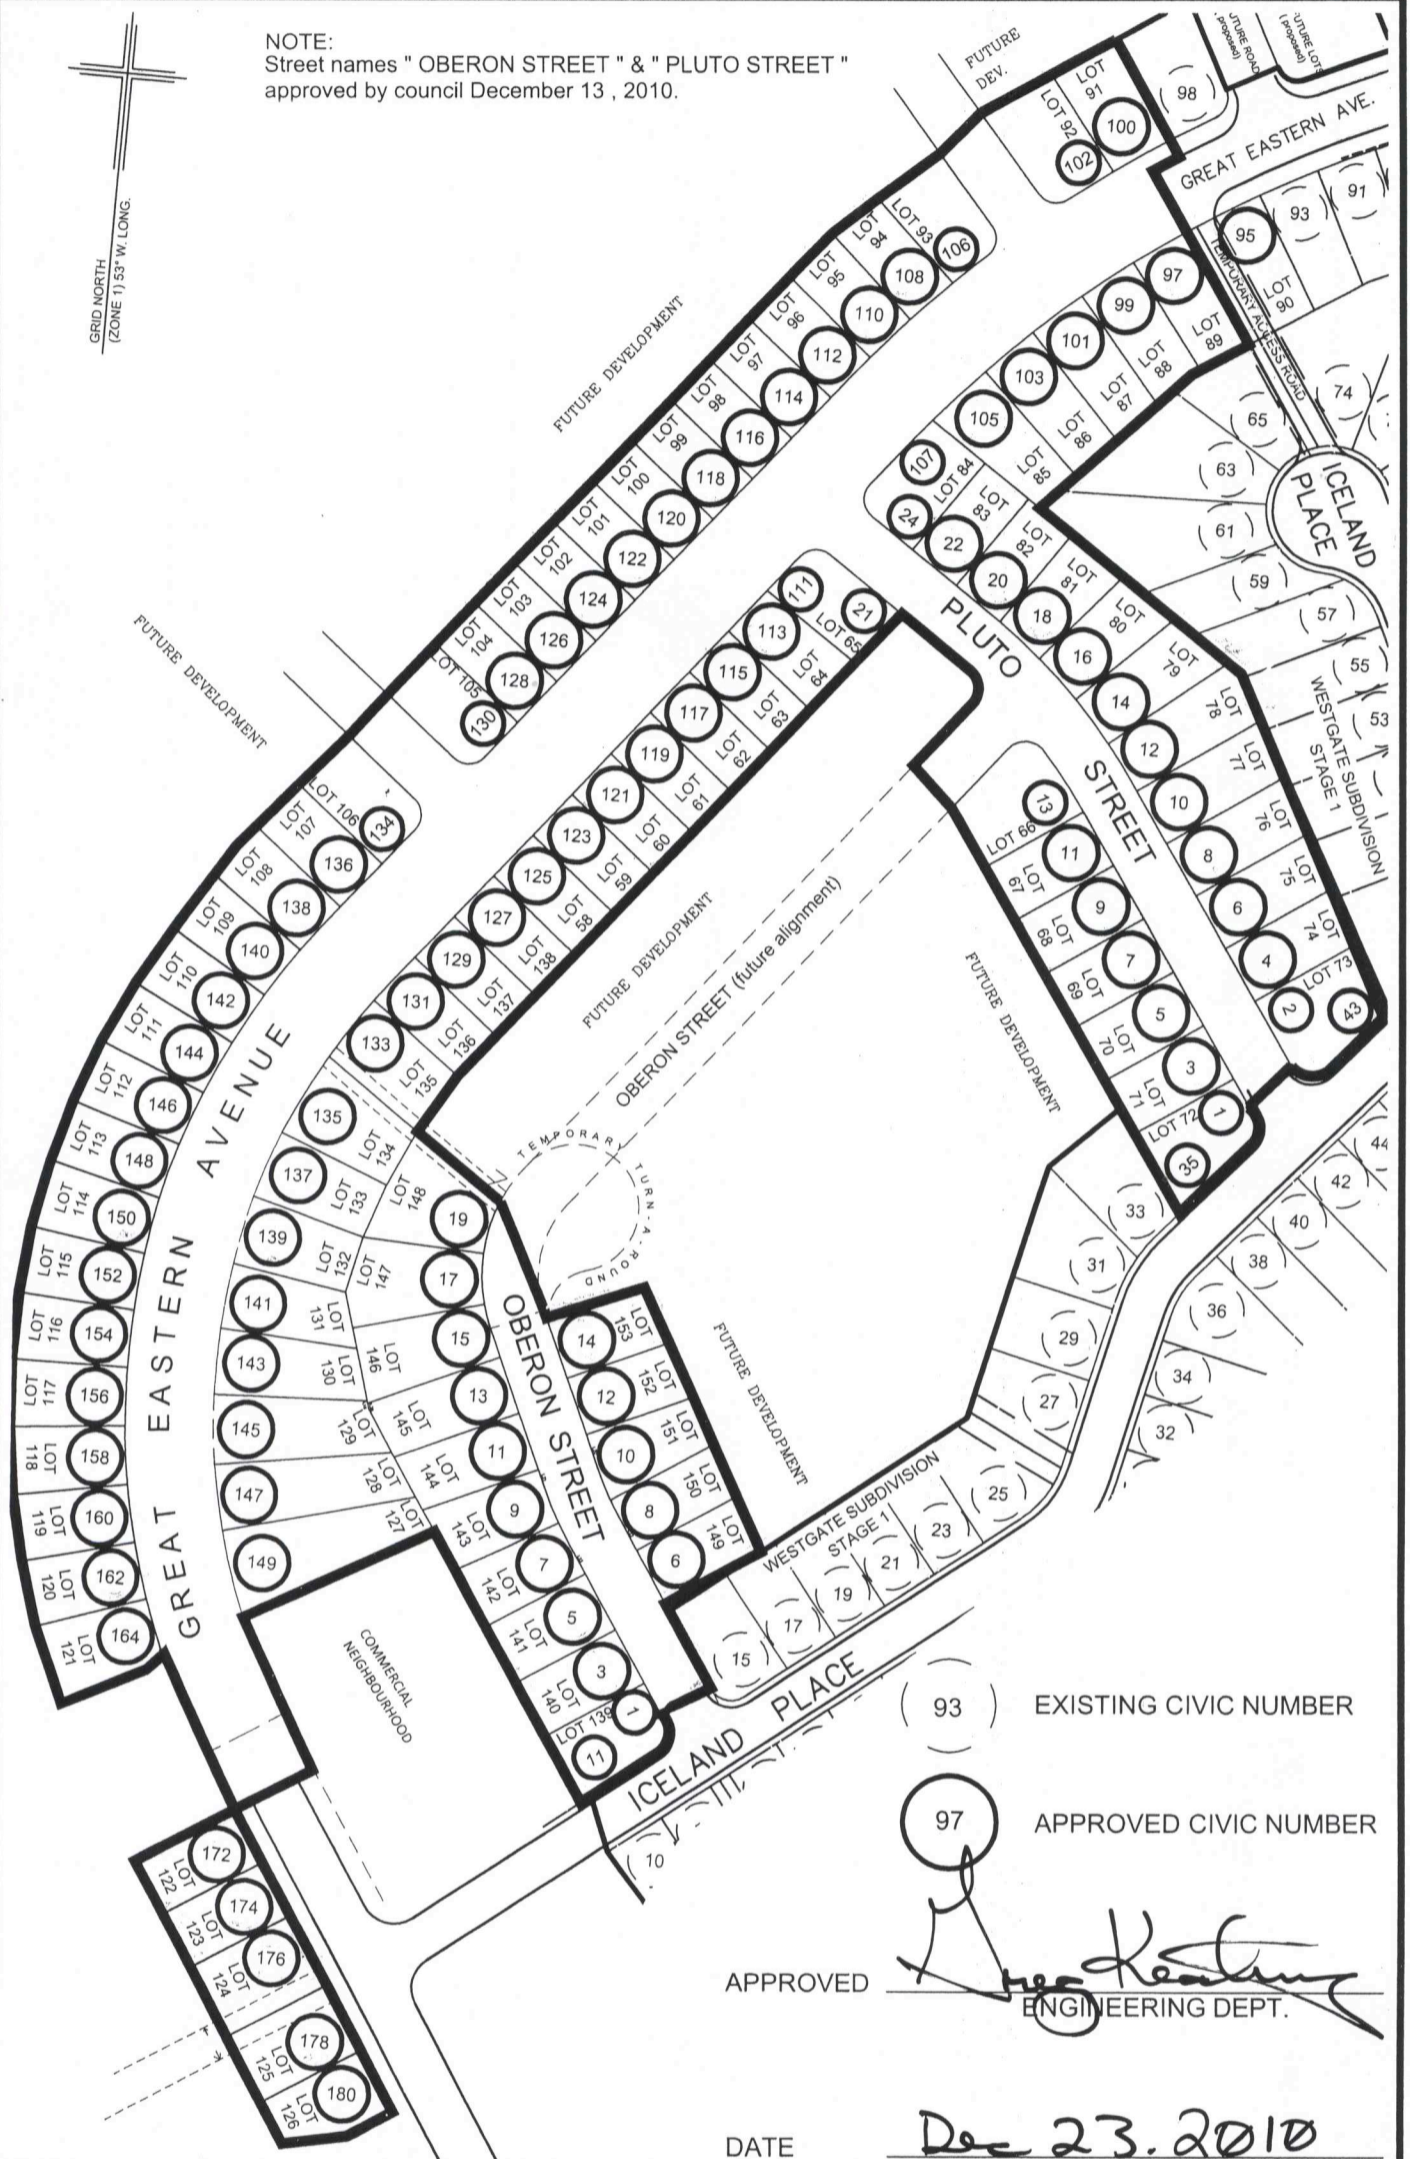 NOTE:
Street names " OBERON STREET " & " PLUTO STREET "
approved by council December 13 , 2010.
GRID NORTH
(ZONE 1) 53° W. LONG.
FUTURE
DEV.
UTURE ROAD
( proposed)
UTURE LOTS
( proposed)
LOT
91
100
LOT 92
102
98
GREAT EASTERN AVE.
91
93
95
LOT
90
TEMPORARY ACCESS ROAD
LOT 93
106
LOT
94
108
LOT
95
110
LOT
96
112
LOT
97
114
LOT
98
116
LOT
99
118
LOT
100
120
LOT
101
122
LOT
102
124
LOT
103
126
LOT
104
128
LOT 105
130
FUTURE DEVELOPMENT
FUTURE DEVELOPMENT
97
LOT
89
99
LOT
88
101
LOT
87
103
LOT
86
105
LOT
85
107
LOT 84
24
LOT
83
22
LOT
82
20
LOT
81
18
LOT
80
16
LOT
79
14
LOT
78
12
LOT
77
10
LOT
76
8
LOT
75
6
LOT
74
4
LOT 73
2
43
74
65
63
61
59
57
55
53
ICELAND
PLACE
WESTGATE SUBDIVISION
STAGE 1
PLUTO
STREET
111
21
LOT 65
113
LOT
64
115
LOT
63
117
LOT
62
119
LOT
61
121
LOT
60
123
LOT
59
125
LOT
58
127
LOT
138
129
LOT
137
131
LOT
136
133
LOT
135
13
LOT 66
11
LOT
67
9
LOT
68
7
LOT
69
5
LOT
70
3
LOT
71
1
LOT 72
35
FUTURE DEVELOPMENT
OBERON STREET (future alignment)
FUTURE DEVELOPMENT
TEMPORARY
TURN-A-ROUND
LOT 106
134
LOT
107
136
LOT
108
138
LOT
109
140
LOT
110
142
LOT
111
144
LOT
112
146
LOT
113
148
LOT
114
150
LOT
115
152
LOT
116
154
LOT
117
156
LOT
118
158
LOT
119
160
LOT
120
162
LOT
121
164
GREAT EASTERN AVENUE
135
LOT
134
137
LOT
133
139
LOT
132
141
LOT
131
143
LOT
130
145
LOT
129
147
LOT
128
149
LOT
127
LOT
148
19
LOT
147
17
LOT
146
15
LOT
145
13
LOT
144
11
LOT
143
9
LOT
142
7
LOT
141
5
LOT
140
3
LOT 139
1
11
OBERON STREET
14
LOT
153
12
LOT
152
10
LOT
151
8
LOT
150
6
LOT
149
FUTURE DEVELOPMENT
COMMERCIAL
NEIGHBOURHOOD
44
42
40
38
36
34
32
33
31
29
27
25
23
21
19
17
15
WESTGATE SUBDIVISION
STAGE 1
ICELAND PLACE
10
172
LOT
122
174
LOT
123
176
LOT
124
178
LOT
125
180
LOT
126
93
EXISTING CIVIC NUMBER
97
APPROVED CIVIC NUMBER
APPROVED
ENGINEERING DEPT.
DATE
Dec 23. 2010